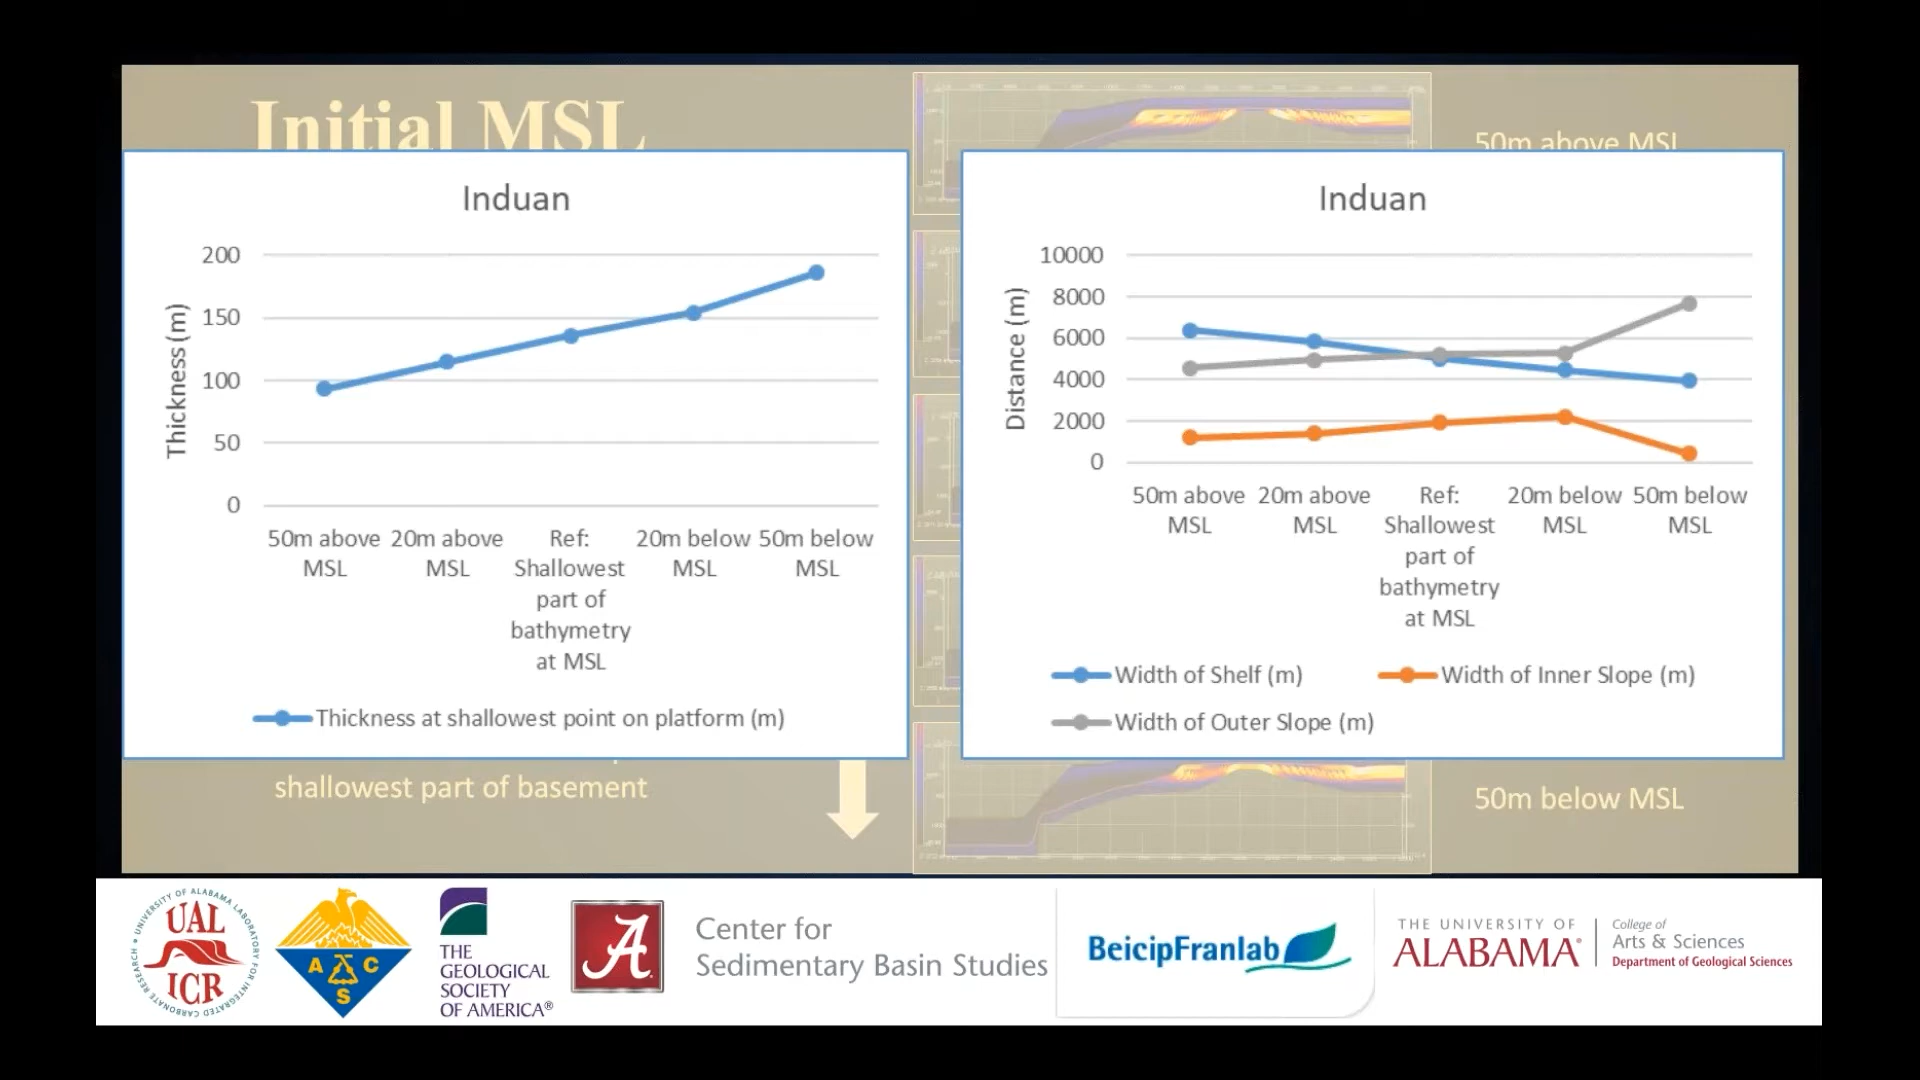 Initial MSL
50m above MSL
Induan
200
150
100
50
0
Thickness (m)
50m above
MSL
20m above
MSL
Ref:
Shallowest
part of
bathymetry
at MSL
20m below
MSL
50m below
MSL
Thickness at shallowest point on platform (m)
Induan
10000
8000
6000
4000
2000
0
Distance (m)
50m above
MSL
20m above
MSL
Ref:
Shallowest
part of
bathymetry
at MSL
20m below
MSL
50m below
MSL
Width of Shelf (m)
Width of Inner Slope (m)
Width of Outer Slope (m)
shallowest part of basement
50m below MSL
UNIVERSITY OF ALABAMA LABORATORY FOR INTEGRATED CARBONATE RESEARCH
UAL
ICR
A C
S
THE
GEOLOGICAL
SOCIETY
OF AMERICA®
A
Center for
Sedimentary Basin Studies
BeicipFranlab
THE UNIVERSITY OF
ALABAMA®
College of
Arts & Sciences
Department of Geological Sciences